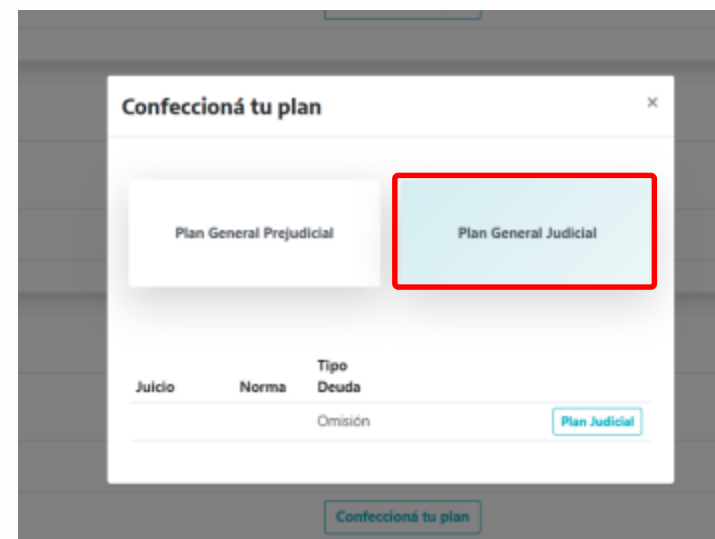 Confeccioná tu plan
×
Plan General Prejudicial
Plan General Judicial
Juicio Norma Tipo Deuda
Omisión Plan Judicial
Confeccioná tu plan